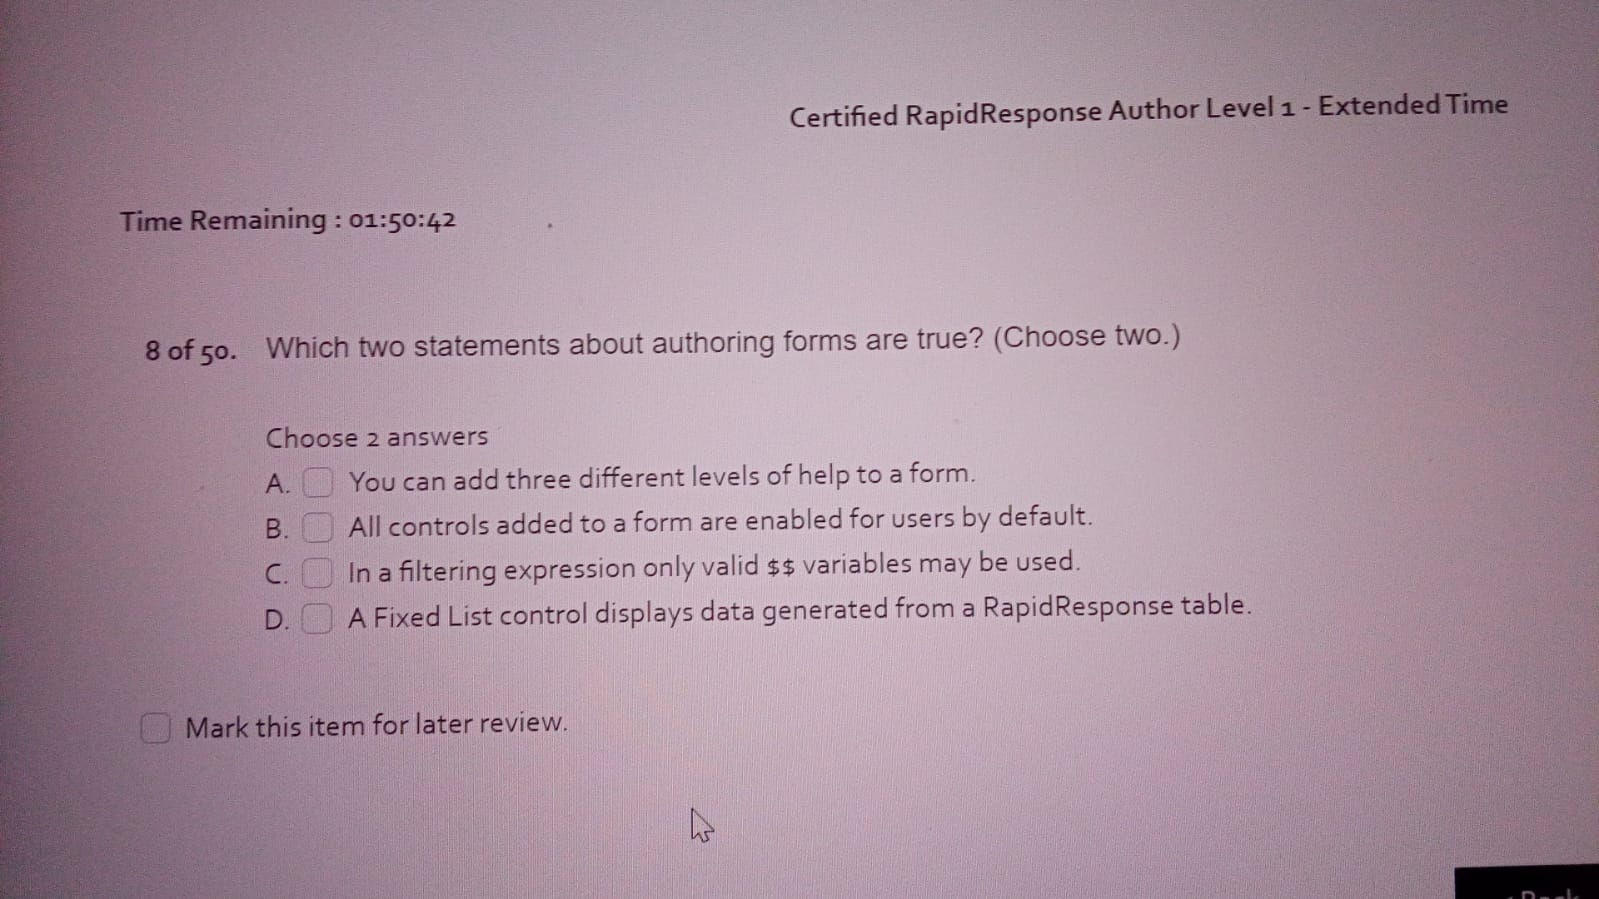 Certified RapidResponse Author Level 1 - Extended Time
Time Remaining : 01:50:42
8 of 50. Which two statements about authoring forms are true? (Choose two.)
Choose 2 answers
A. You can add three different levels of help to a form.
B. All controls added to a form are enabled for users by default.
C. In a filtering expression only valid $$ variables may be used.
D. A Fixed List control displays data generated from a RapidResponse table.
Mark this item for later review.